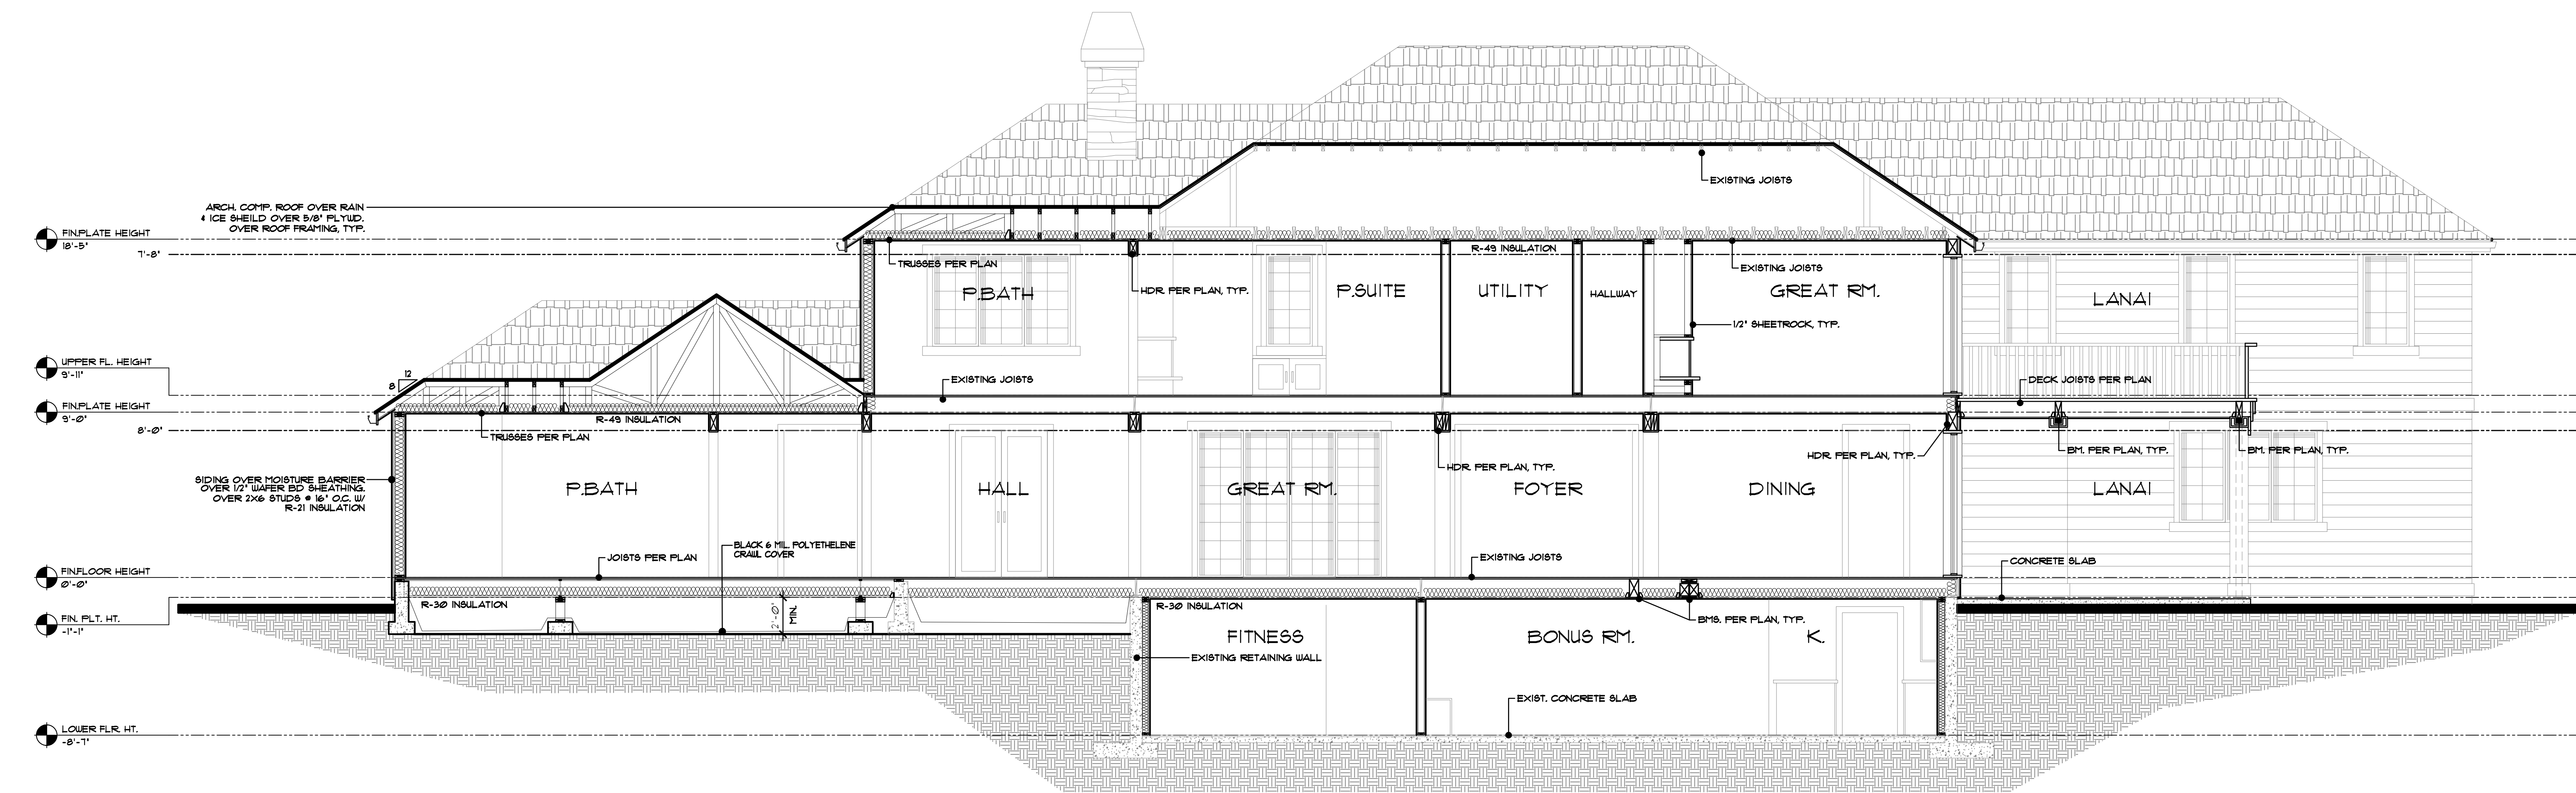 ARCH. COMP. ROOF OVER RAIN
& ICE SHEILD OVER 5/8" PLYWD.
OVER ROOF FRAMING, TYP.
FIN.PLATE HEIGHT
18'-5"
7'-8"
EXISTING JOISTS
R-49 INSULATION
TRUSSES PER PLAN
EXISTING JOISTS
P.BATH
HDR. PER PLAN, TYP.
P.SUITE
UTILITY
HALLWAY
GREAT RM.
LANAI
1/2" SHEETROCK, TYP.
UPPER FL. HEIGHT
9'-11"
12
8
EXISTING JOISTS
DECK JOISTS PER PLAN
FIN.PLATE HEIGHT
9'-0"
8'-0"
R-49 INSULATION
TRUSSES PER PLAN
HDR. PER PLAN, TYP.
HDR. PER PLAN, TYP.
BM. PER PLAN, TYP.
BM. PER PLAN, TYP.
SIDING OVER MOISTURE BARRIER
OVER 1/2" WAFER BD SHEATHING.
OVER 2X6 STUDS @ 16" O.C. W/
R-21 INSULATION
P.BATH
HALL
GREAT RM.
FOYER
DINING
LANAI
BLACK 6 MIL. POLYETHELENE
CRAWL COVER
JOISTS PER PLAN
EXISTING JOISTS
CONCRETE SLAB
FIN.FLOOR HEIGHT
0'-0"
R-30 INSULATION
2'-0"
MIN.
R-30 INSULATION
FIN. PLT. HT.
-1'-1"
BMS. PER PLAN, TYP.
FITNESS
BONUS RM.
K.
EXISTING RETAINING WALL
EXIST. CONCRETE SLAB
LOWER FLR. HT.
-8'-7"